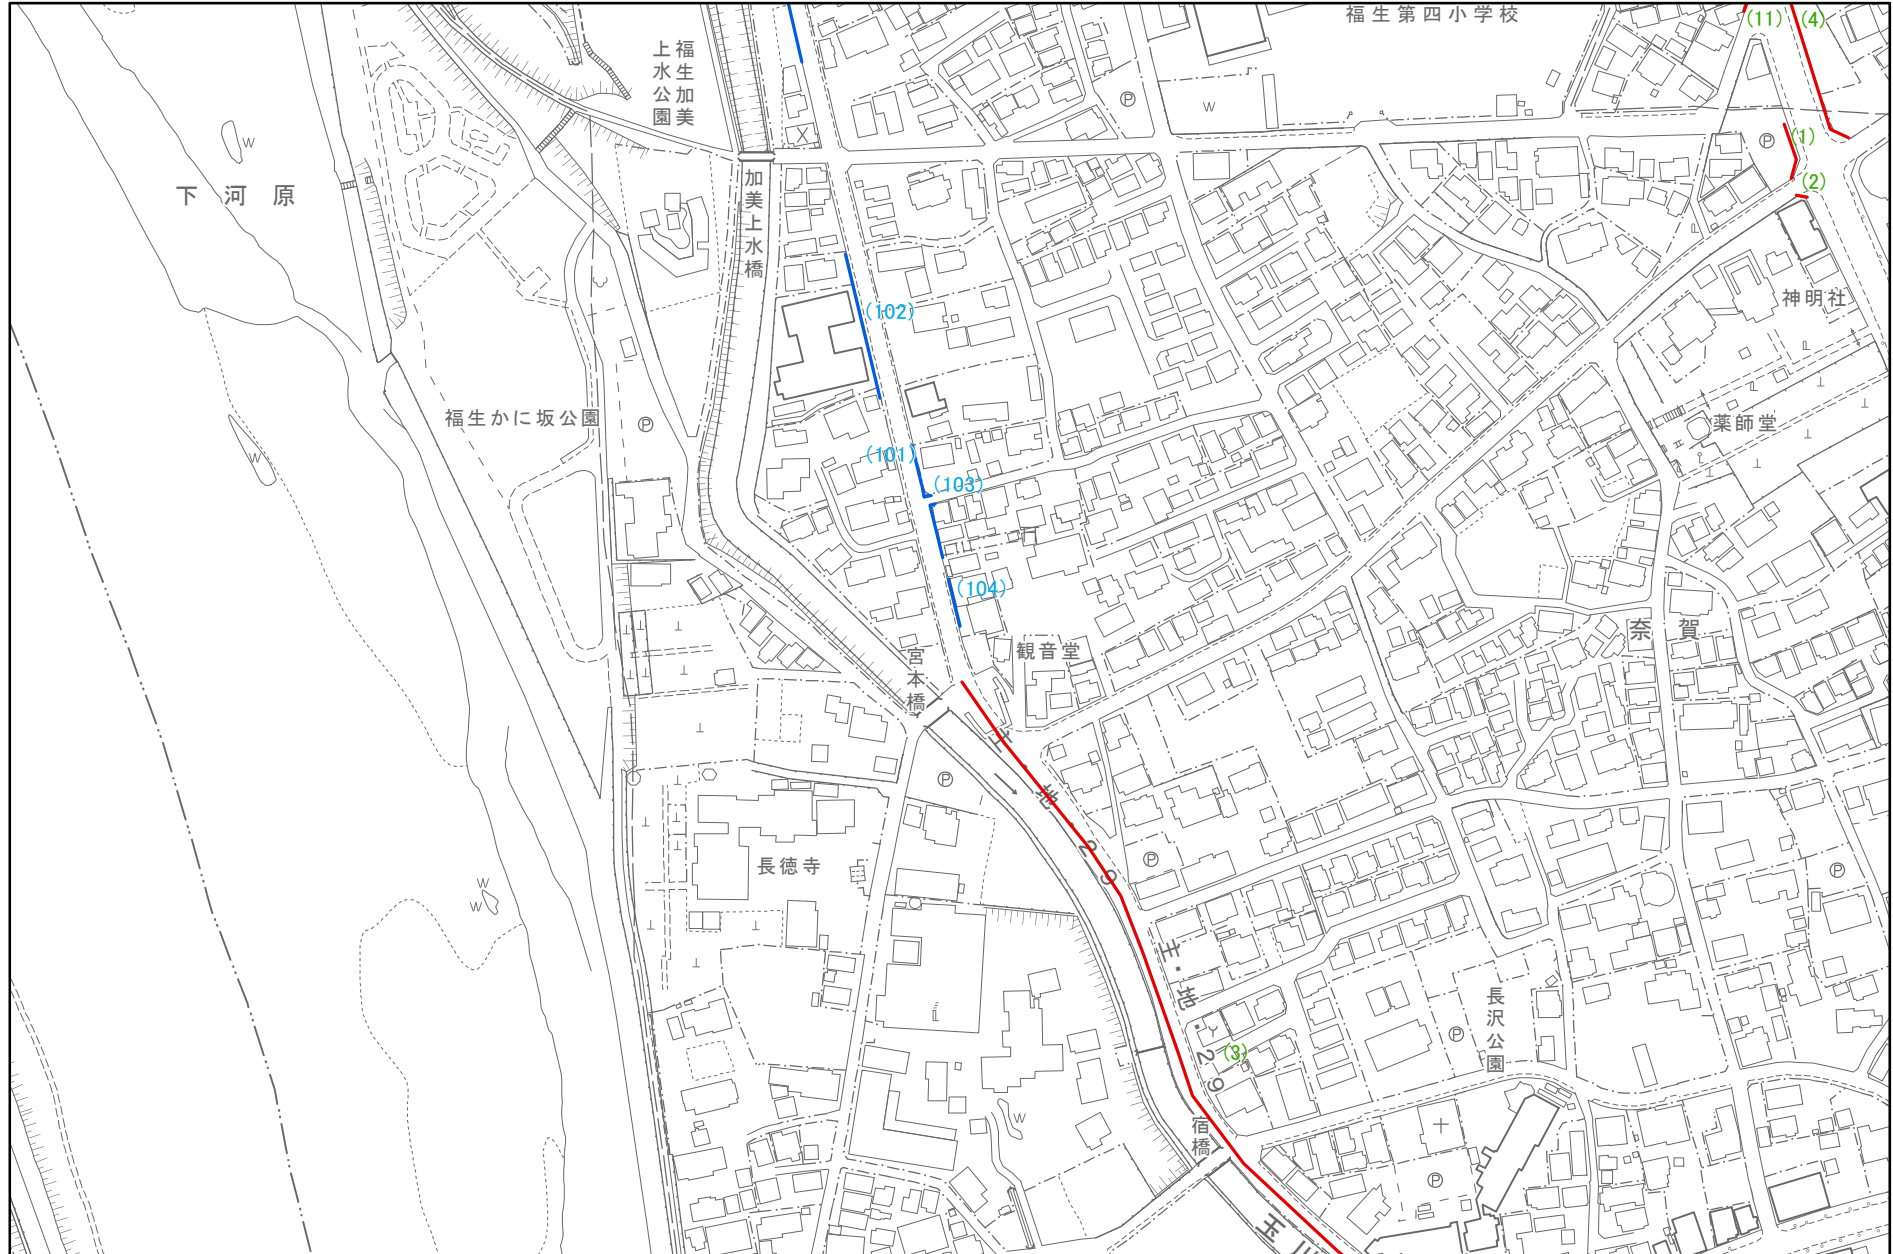 福生第四小学校
(11)
(4)
福生加美
上水公園
W
P
W
(1)
P
(2)
下河原
加美上水橋
神明社
(102)
福生かに坂公園
P
薬師堂
W
(101)
(103)
(104)
奈賀
宮本橋
観音堂
主・地・29
P
長徳寺
P
P
W
W
主・地・29
長沢公園
P
(3)
宿橋
W
P
玉川